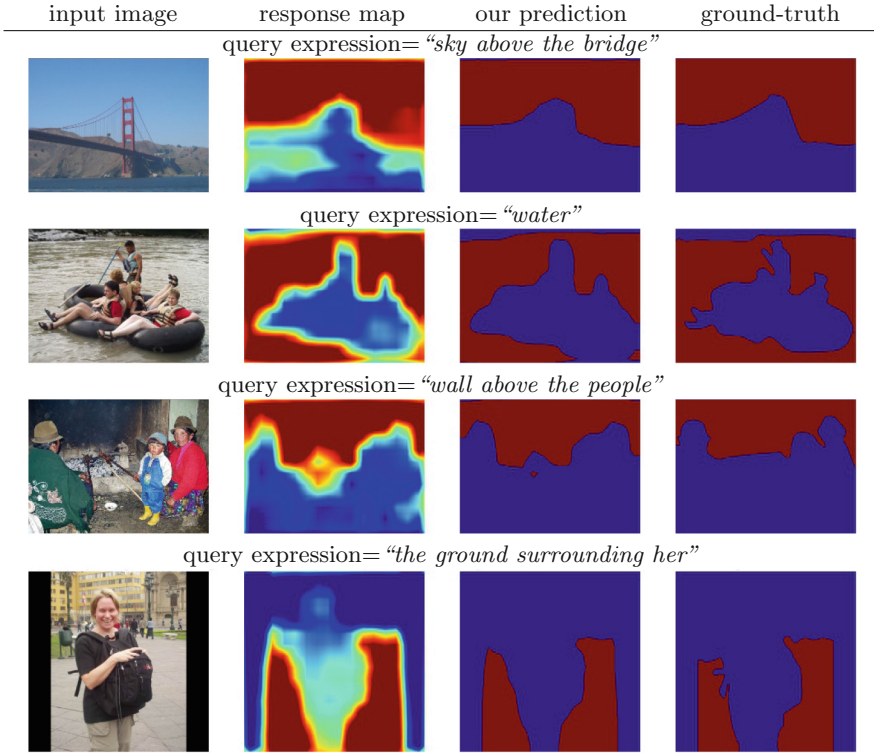 input image response map our prediction ground-truth
query expression=“sky above the bridge”
query expression=“water”
query expression=“wall above the people”
query expression=“the ground surrounding her”